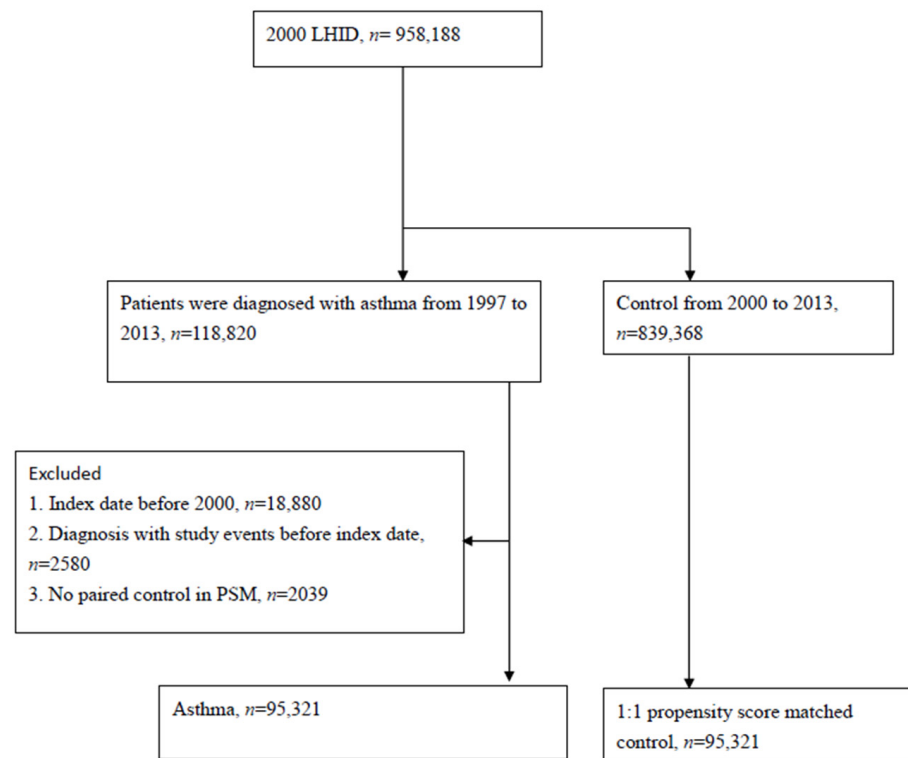 2000 LHID, n= 958,188
Patients were diagnosed with asthma from 1997 to
2013, n=118,820
Control from 2000 to 2013,
n=839,368
Excluded
1. Index date before 2000, n=18,880
2. Diagnosis with study events before index date,
n=2580
3. No paired control in PSM, n=2039
Asthma, n=95,321
1:1 propensity score matched
control, n=95,321